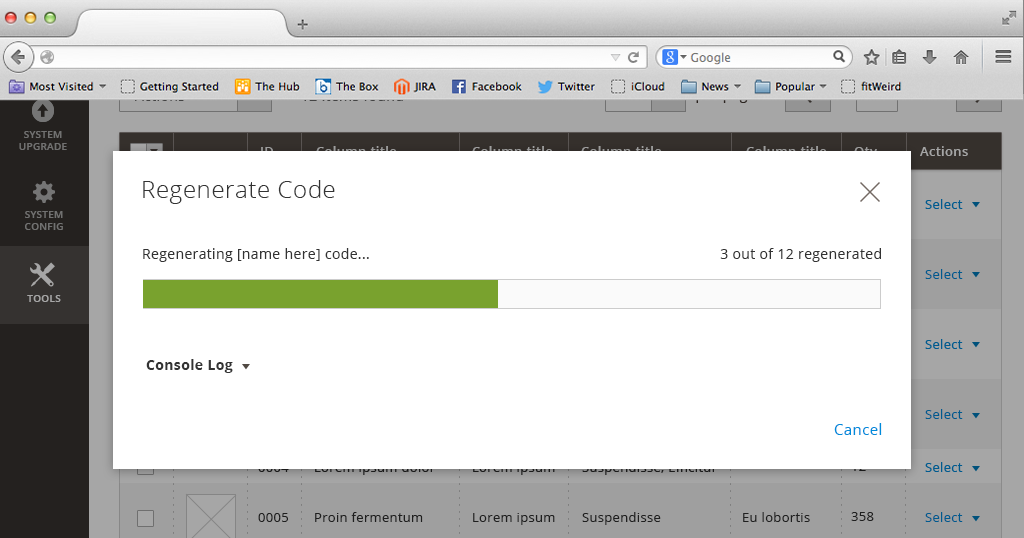 Google
Most Visited Getting Started The Hub The Box JIRA Facebook Twitter iCloud News Popular fitWeird
SYSTEM
UPGRADE
SYSTEM
CONFIG
TOOLS
ID Column title Column title Column title Column title Qty Actions
Select
Select
Select
Select
Regenerate Code
Regenerating [name here] code... 3 out of 12 regenerated
Console Log
Cancel
0004 Lorem ipsum dolor Lorem ipsum Suspendisse, Efficitur 12 Select
0005 Proin fermentum Lorem ipsum Suspendisse Eu lobortis 358 Select